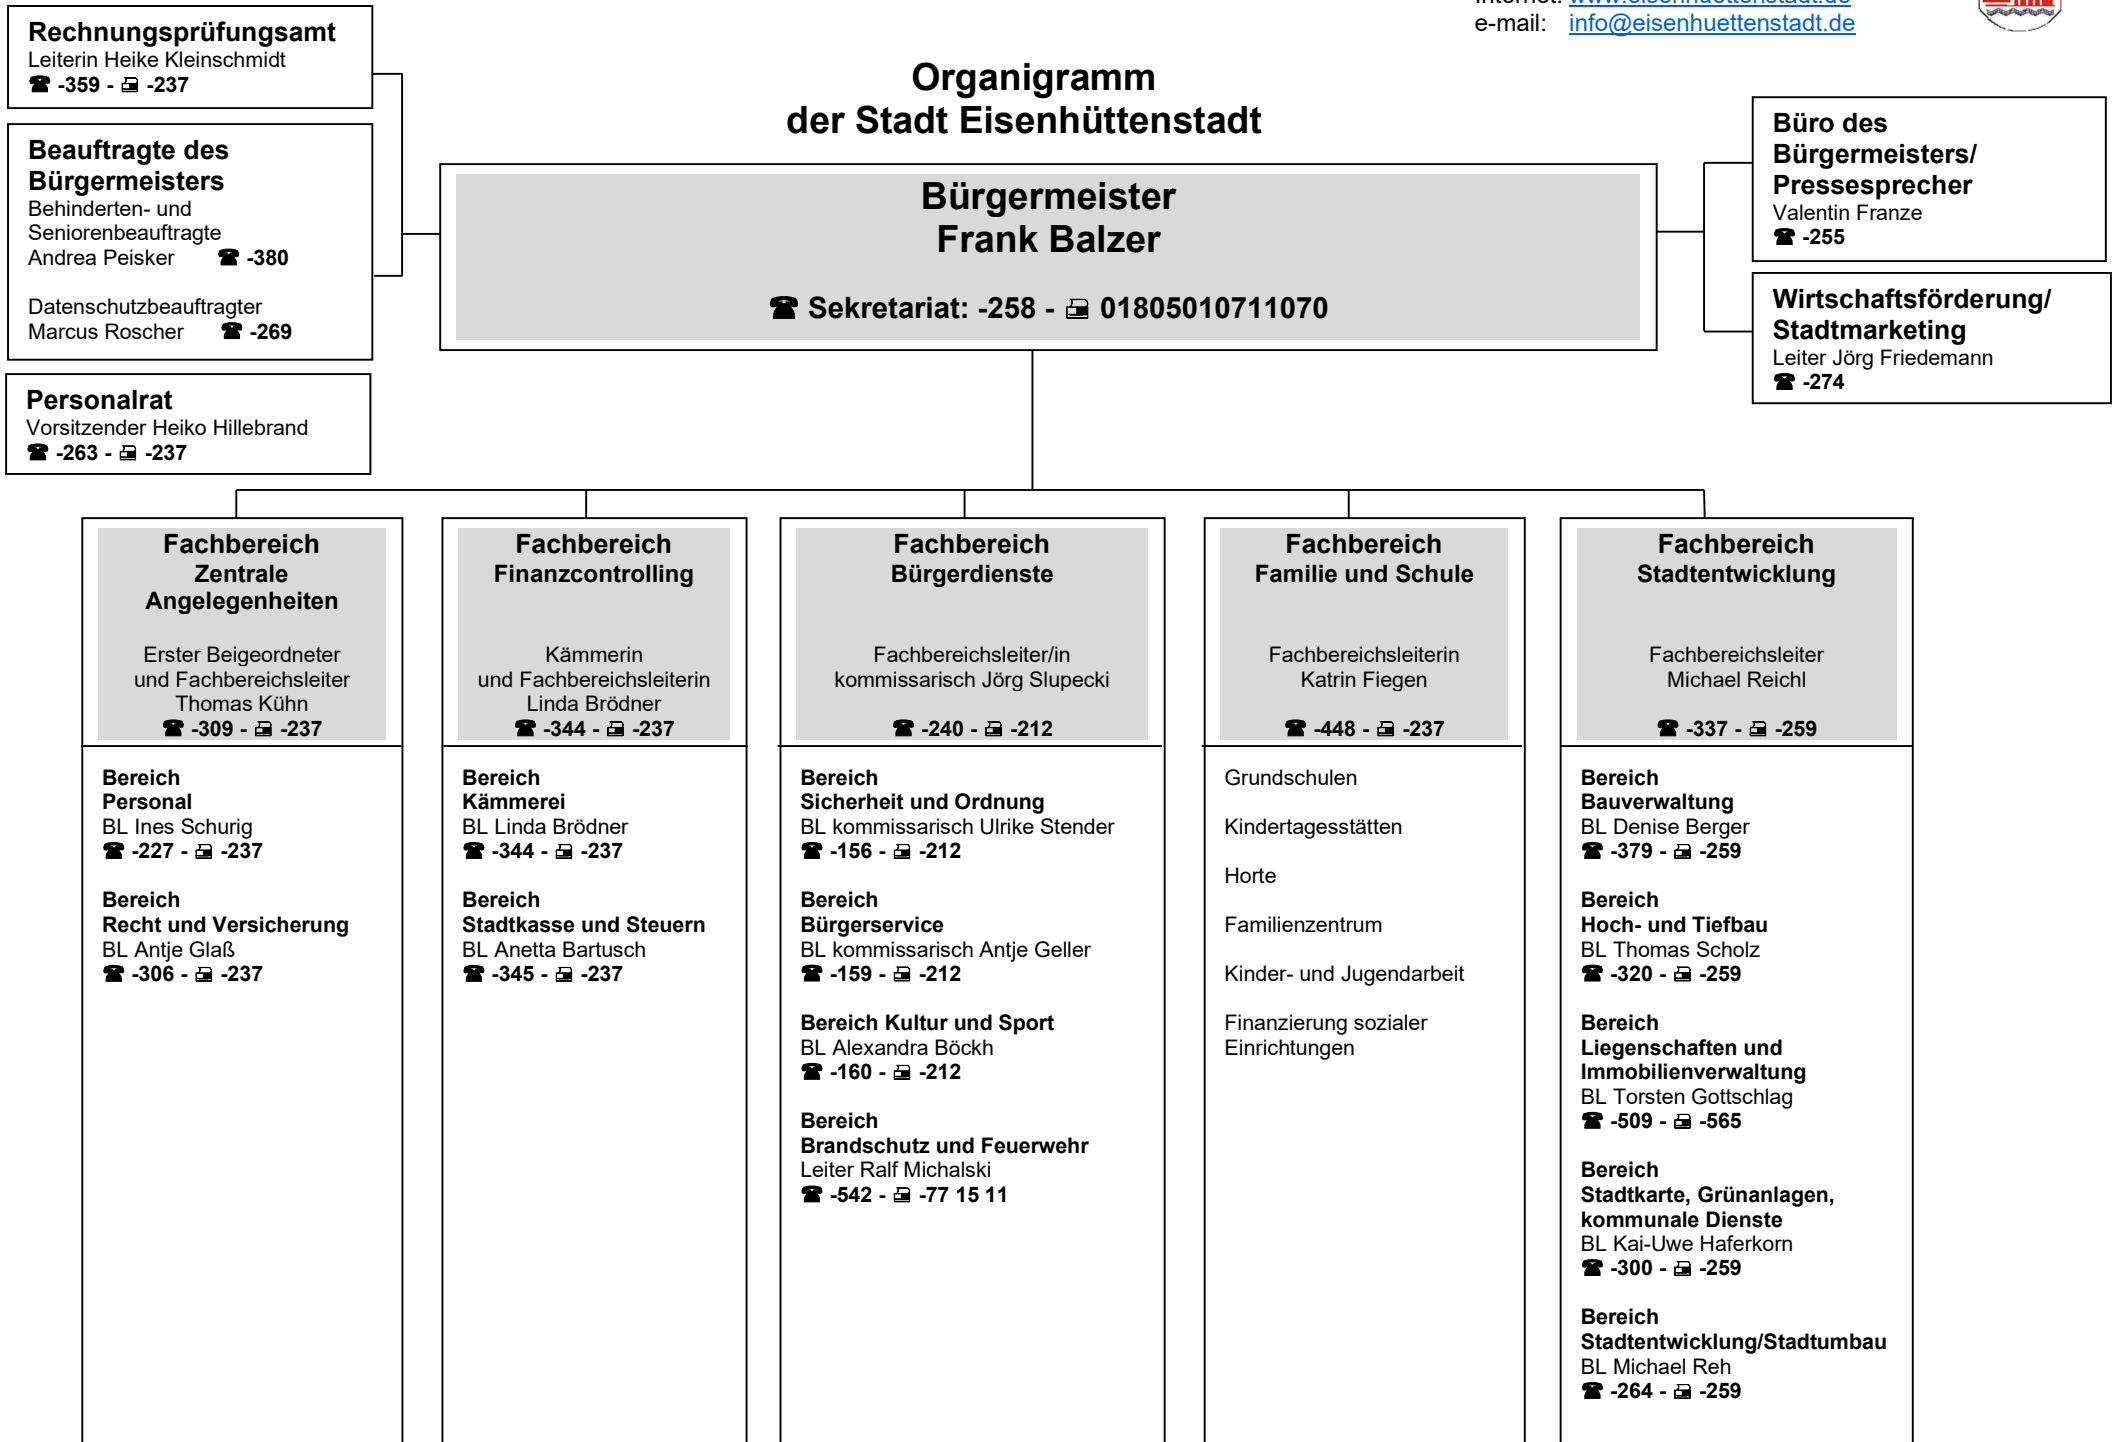 Internet: www.eisenhuettenstadt.de
e-mail: info@eisenhuettenstadt.de
Rechnungsprüfungsamt
Leiterin Heike Kleinschmidt
☎ -359 - 🖷 -237
Organigramm
der Stadt Eisenhüttenstadt
Beauftragte des
Bürgermeisters
Behinderten- und
Seniorenbeauftragte
Andrea Peisker ☎ -380
Datenschutzbeauftragter
Marcus Roscher ☎ -269
Personalrat
Vorsitzender Heiko Hillebrand
☎ -263 - 🖷 -237
Bürgermeister
Frank Balzer
☎ Sekretariat: -258 - 🖷 01805010711070
Büro des
Bürgermeisters/
Pressesprecher
Valentin Franze
☎ -255
Wirtschaftsförderung/
Stadtmarketing
Leiter Jörg Friedemann
☎ -274
Fachbereich
Zentrale
Angelegenheiten
Erster Beigeordneter
und Fachbereichsleiter
Thomas Kühn
☎ -309 - 🖷 -237
Bereich
Personal
BL Ines Schurig
☎ -227 - 🖷 -237
Bereich
Recht und Versicherung
BL Antje Glaß
☎ -306 - 🖷 -237
Fachbereich
Finanzcontrolling
Kämmerin
und Fachbereichsleiterin
Linda Brödner
☎ -344 - 🖷 -237
Bereich
Kämmerei
BL Linda Brödner
☎ -344 - 🖷 -237
Bereich
Stadtkasse und Steuern
BL Anetta Bartusch
☎ -345 - 🖷 -237
Fachbereich
Bürgerdienste
Fachbereichsleiter/in
kommissarisch Jörg Slupecki
☎ -240 - 🖷 -212
Bereich
Sicherheit und Ordnung
BL kommissarisch Ulrike Stender
☎ -156 - 🖷 -212
Bereich
Bürgerservice
BL kommissarisch Antje Geller
☎ -159 - 🖷 -212
Bereich Kultur und Sport
BL Alexandra Böckh
☎ -160 - 🖷 -212
Bereich
Brandschutz und Feuerwehr
Leiter Ralf Michalski
☎ -542 - 🖷 -77 15 11
Fachbereich
Familie und Schule
Fachbereichsleiterin
Katrin Fiegen
☎ -448 - 🖷 -237
Grundschulen
Kindertagesstätten
Horte
Familienzentrum
Kinder- und Jugendarbeit
Finanzierung sozialer
Einrichtungen
Fachbereich
Stadtentwicklung
Fachbereichsleiter
Michael Reichl
☎ -337 - 🖷 -259
Bereich
Bauverwaltung
BL Denise Berger
☎ -379 - 🖷 -259
Bereich
Hoch- und Tiefbau
BL Thomas Scholz
☎ -320 - 🖷 -259
Bereich
Liegenschaften und
Immobilienverwaltung
BL Torsten Gottschlag
☎ -509 - 🖷 -565
Bereich
Stadtkarte, Grünanlagen,
kommunale Dienste
BL Kai-Uwe Haferkorn
☎ -300 - 🖷 -259
Bereich
Stadtentwicklung/Stadtumbau
BL Michael Reh
☎ -264 - 🖷 -259